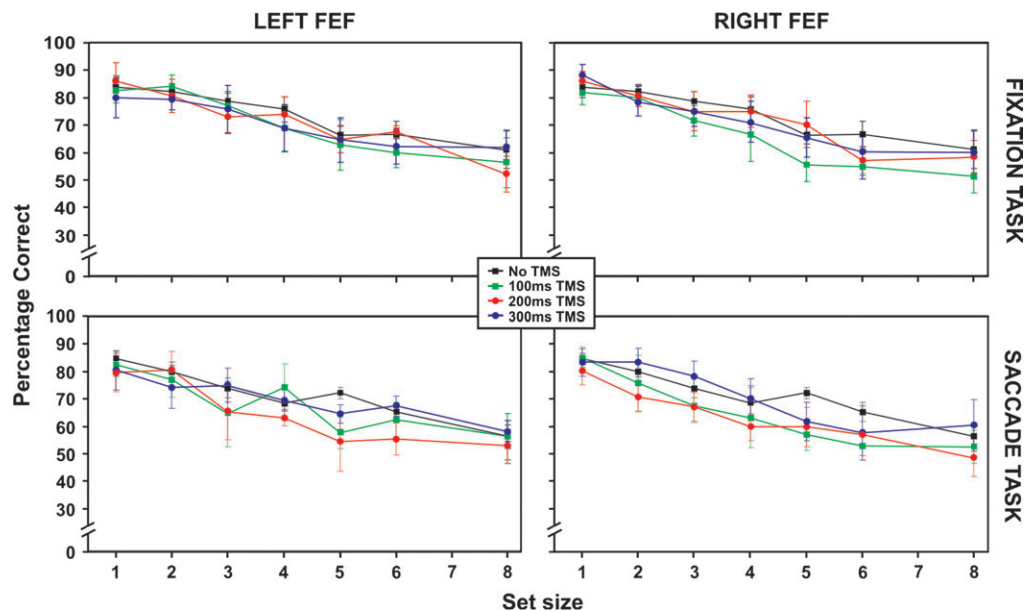 LEFT FEF
RIGHT FEF
Percentage Correct
100
90
80
70
60
50
40
30
0
FIXATION TASK
No TMS
100ms TMS
200ms TMS
300ms TMS
100
90
80
70
60
50
40
30
0
SACCADE TASK
1 2 3 4 5 6 7 8
1 2 3 4 5 6 7 8
Set size